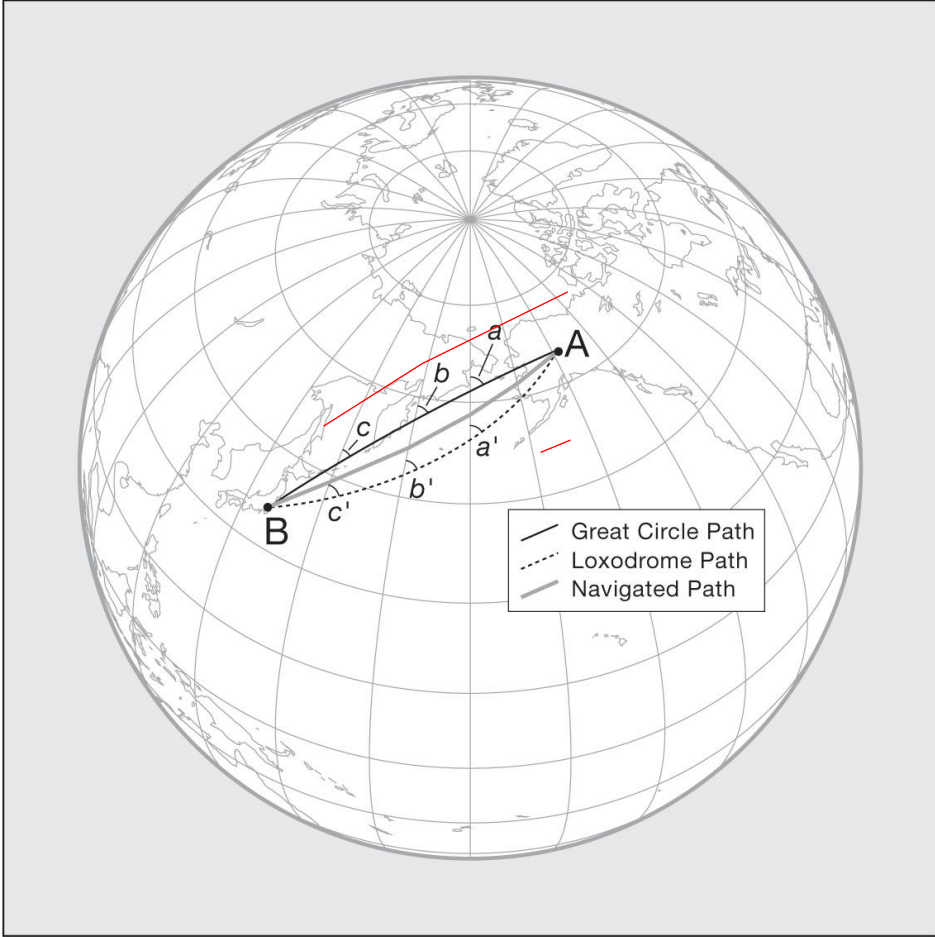 a
A
b
c
a'
b'
c'
B
Great Circle Path
Loxodrome Path
Navigated Path